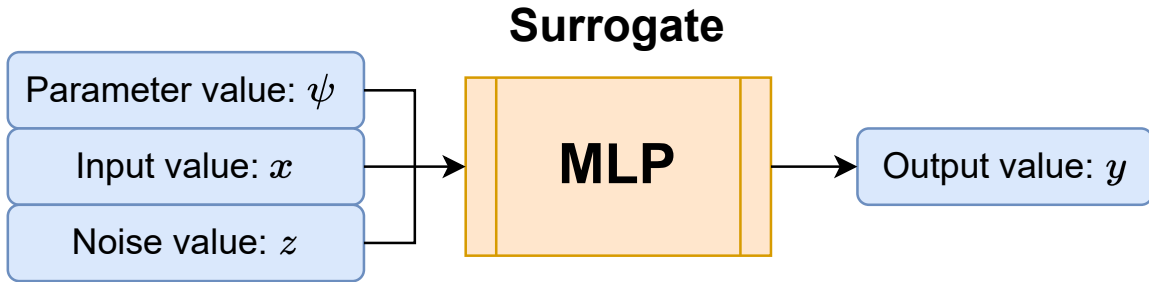 Surrogate
Parameter value: ψ
Input value: x
Noise value: z
MLP
Output value: y